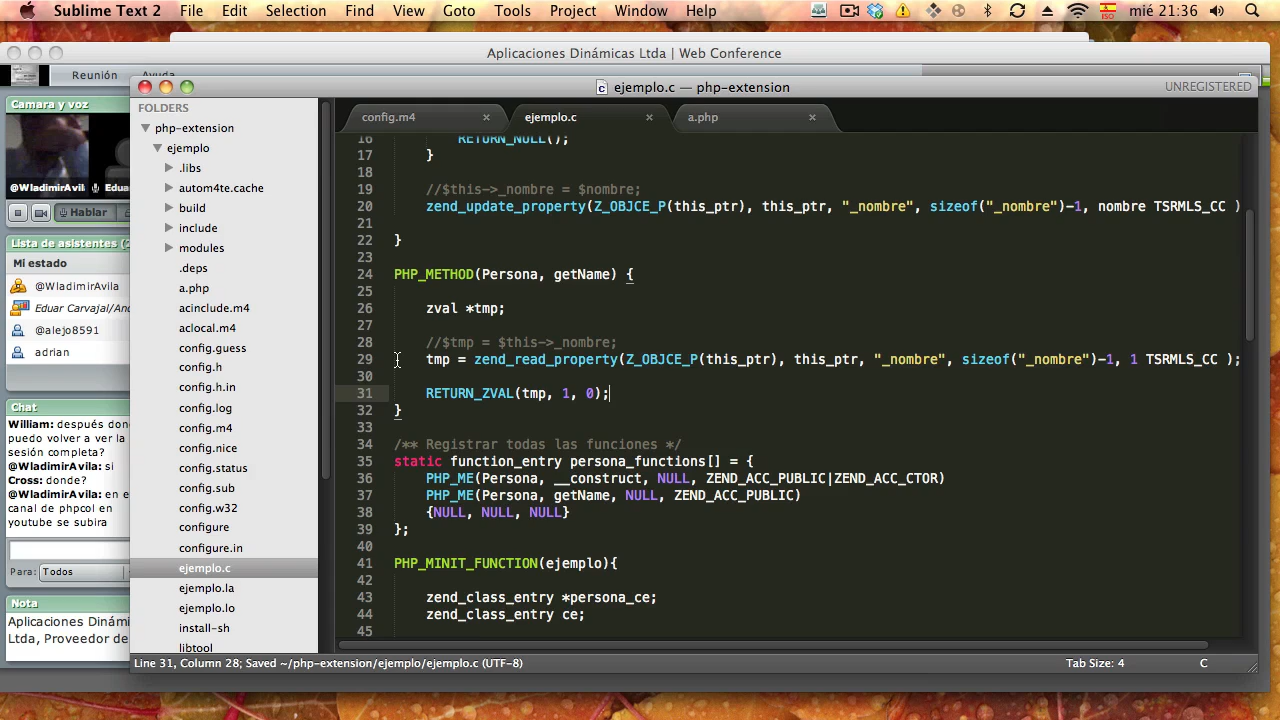 Sublime Text 2 File Edit Selection Find View Goto Tools Project Window Help ISO mié 21:36
Aplicaciones Dinámicas Ltda | Web Conference
Reunión Ayuda
Camara y voz
@WladimirAvil Eduar
Hablar
Lista de asistentes (
Mi estado
@WladimirAvila
Eduar Carvajal/And
@alejo8591
adrian
Chat
William: después dond
puedo volver a ver la
sesión completa?
@WladimirAvila: si
Cross: donde?
@WladimirAvila: en e
canal de phpcol en
youtube se subira
Para: Todos
Nota
Aplicaciones Dinámi
Ltda, Proveedor de
ejemplo.c — php-extension
UNREGISTERED
FOLDERS
php-extension
ejemplo
.libs
autom4te.cache
build
include
modules
.deps
a.php
acinclude.m4
aclocal.m4
config.guess
config.h
config.h.in
config.log
config.m4
config.nice
config.status
config.sub
config.w32
configure
configure.in
ejemplo.c
ejemplo.la
ejemplo.lo
install-sh
libtool
config.m4 ejemplo.c a.php
16 RETURN_NULL();
17 }
18
19 //$this->_nombre = $nombre;
20 zend_update_property(Z_OBJCE_P(this_ptr), this_ptr, "_nombre", sizeof("_nombre")-1, nombre TSRMLS_CC )
21
22 }
23
24 PHP_METHOD(Persona, getName) {
25
26 zval *tmp;
27
28 //$tmp = $this->_nombre;
29 tmp = zend_read_property(Z_OBJCE_P(this_ptr), this_ptr, "_nombre", sizeof("_nombre")-1, 1 TSRMLS_CC );
30
31 RETURN_ZVAL(tmp, 1, 0);
32 }
33
34 /** Registrar todas las funciones */
35 static function_entry persona_functions[] = {
36 PHP_ME(Persona, __construct, NULL, ZEND_ACC_PUBLIC|ZEND_ACC_CTOR)
37 PHP_ME(Persona, getName, NULL, ZEND_ACC_PUBLIC)
38 {NULL, NULL, NULL}
39 };
40
41 PHP_MINIT_FUNCTION(ejemplo){
42
43 zend_class_entry *persona_ce;
44 zend_class_entry ce;
45
Line 31, Column 28; Saved ~/php-extension/ejemplo/ejemplo.c (UTF-8) Tab Size: 4 C